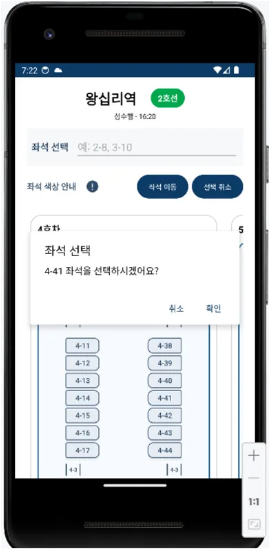 7:22
왕십리역 2호선
성수행 - 16:20
좌석 선택 예: 2-8, 3-10
좌석 색상 안내 ! 좌석 이동 선택 취소
4호차 5
좌석 선택
4-41 좌석을 선택하시겠어요?
취소 확인
4-11 4-38
4-12 4-39
4-13 4-40
4-14 4-41
4-15 4-42
4-16 4-43
4-17 4-44
4-3 4-3
1:1